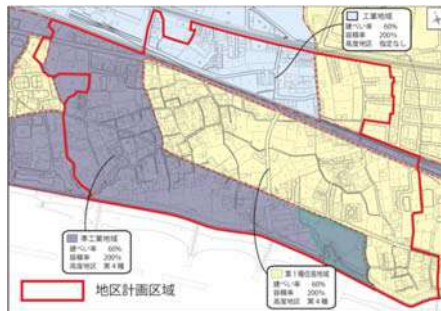 工業地域
建ぺい率 60%
容積率 200%
高度地区 指定なし
準工業地域
建ぺい率 60%
容積率 200%
高度地区 第4種
第1種住居地域
建ぺい率 60%
容積率 200%
高度地区 第4種
地区計画区域